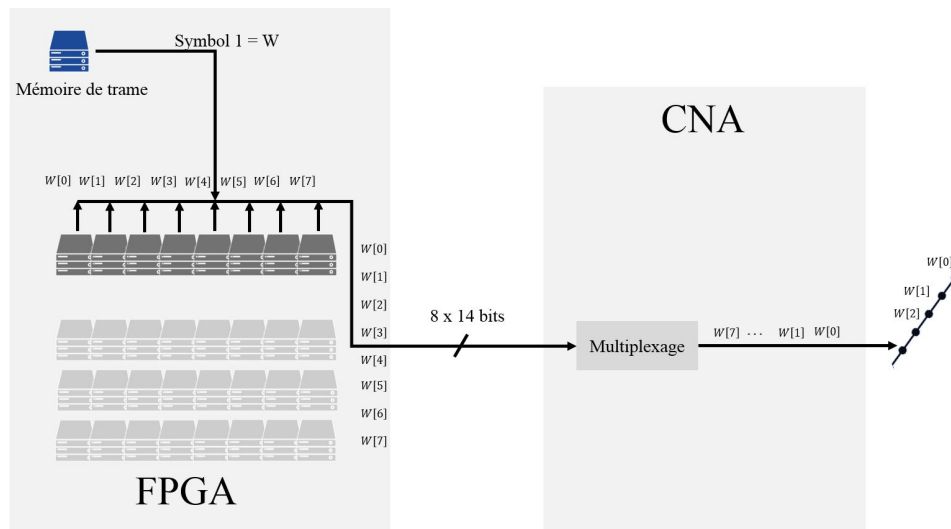 Symbol 1 = W
Mémoire de trame
W[0] W[1] W[2] W[3] W[4] W[5] W[6] W[7]
W[0]
W[1]
W[2]
W[3]
W[4]
W[5]
W[6]
W[7]
FPGA
8 x 14 bits
CNA
Multiplexage
W[7] ... W[1] W[0]
W[0]
W[1]
W[2]